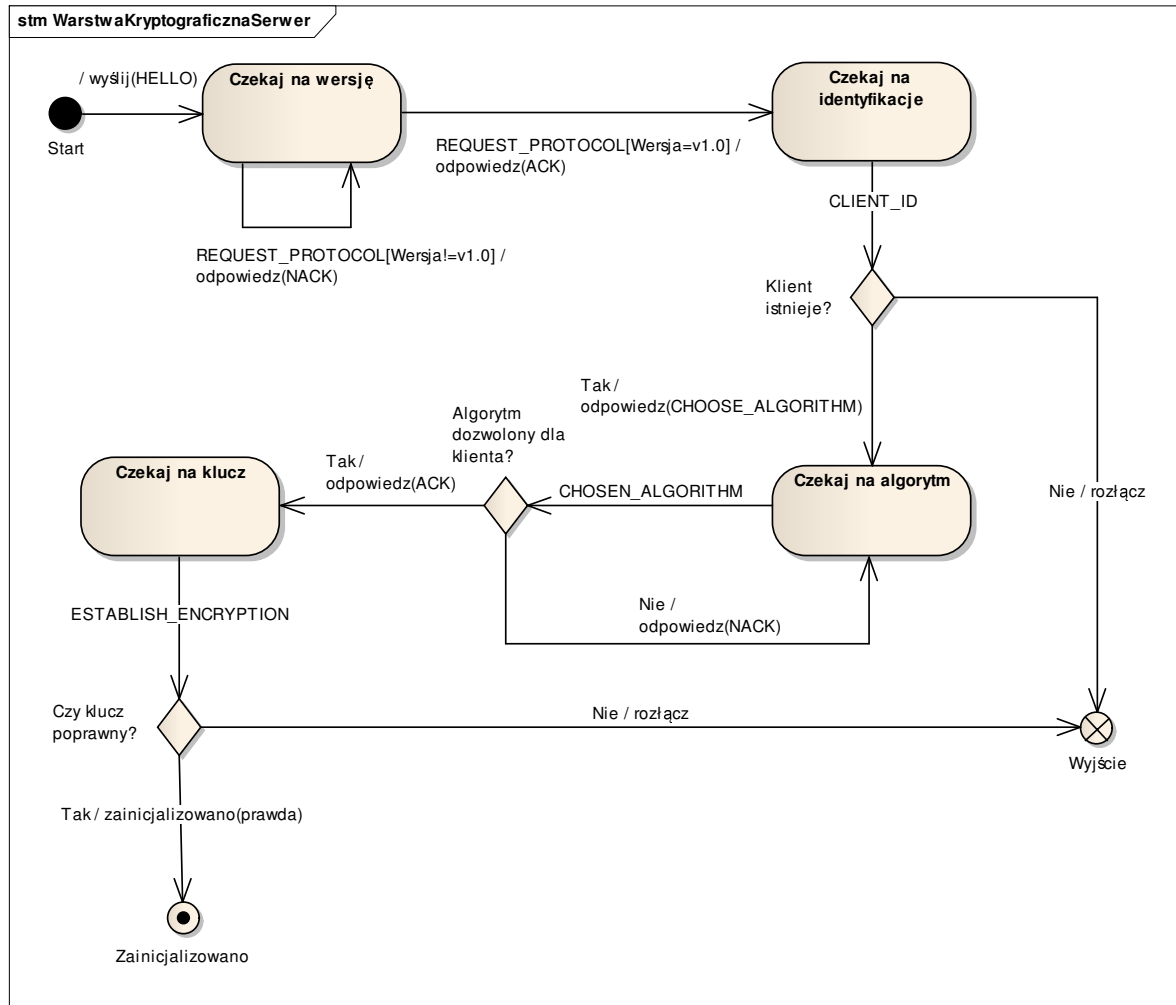 stm WarstwaKryptograficznaSerwer
/ wyślij(HELLO)
Start
Czekaj na wersję
Czekaj na
identyfikacje
REQUEST_PROTOCOL[Wersja=v1.0] /
odpowiedz(ACK)
REQUEST_PROTOCOL[Wersja!=v1.0] /
odpowiedz(NACK)
CLIENT_ID
Klient
istnieje?
Tak /
odpowiedz(CHOOSE_ALGORITHM)
Nie / rozłącz
Czekaj na algorytm
CHOSEN_ALGORITHM
Algorytm
dozwolony dla
klienta?
Tak /
odpowiedz(ACK)
Nie /
odpowiedz(NACK)
Czekaj na klucz
ESTABLISH_ENCRYPTION
Czy klucz
poprawny?
Nie / rozłącz
Wyjście
Tak / zainicjalizowano(prawda)
Zainicjalizowano